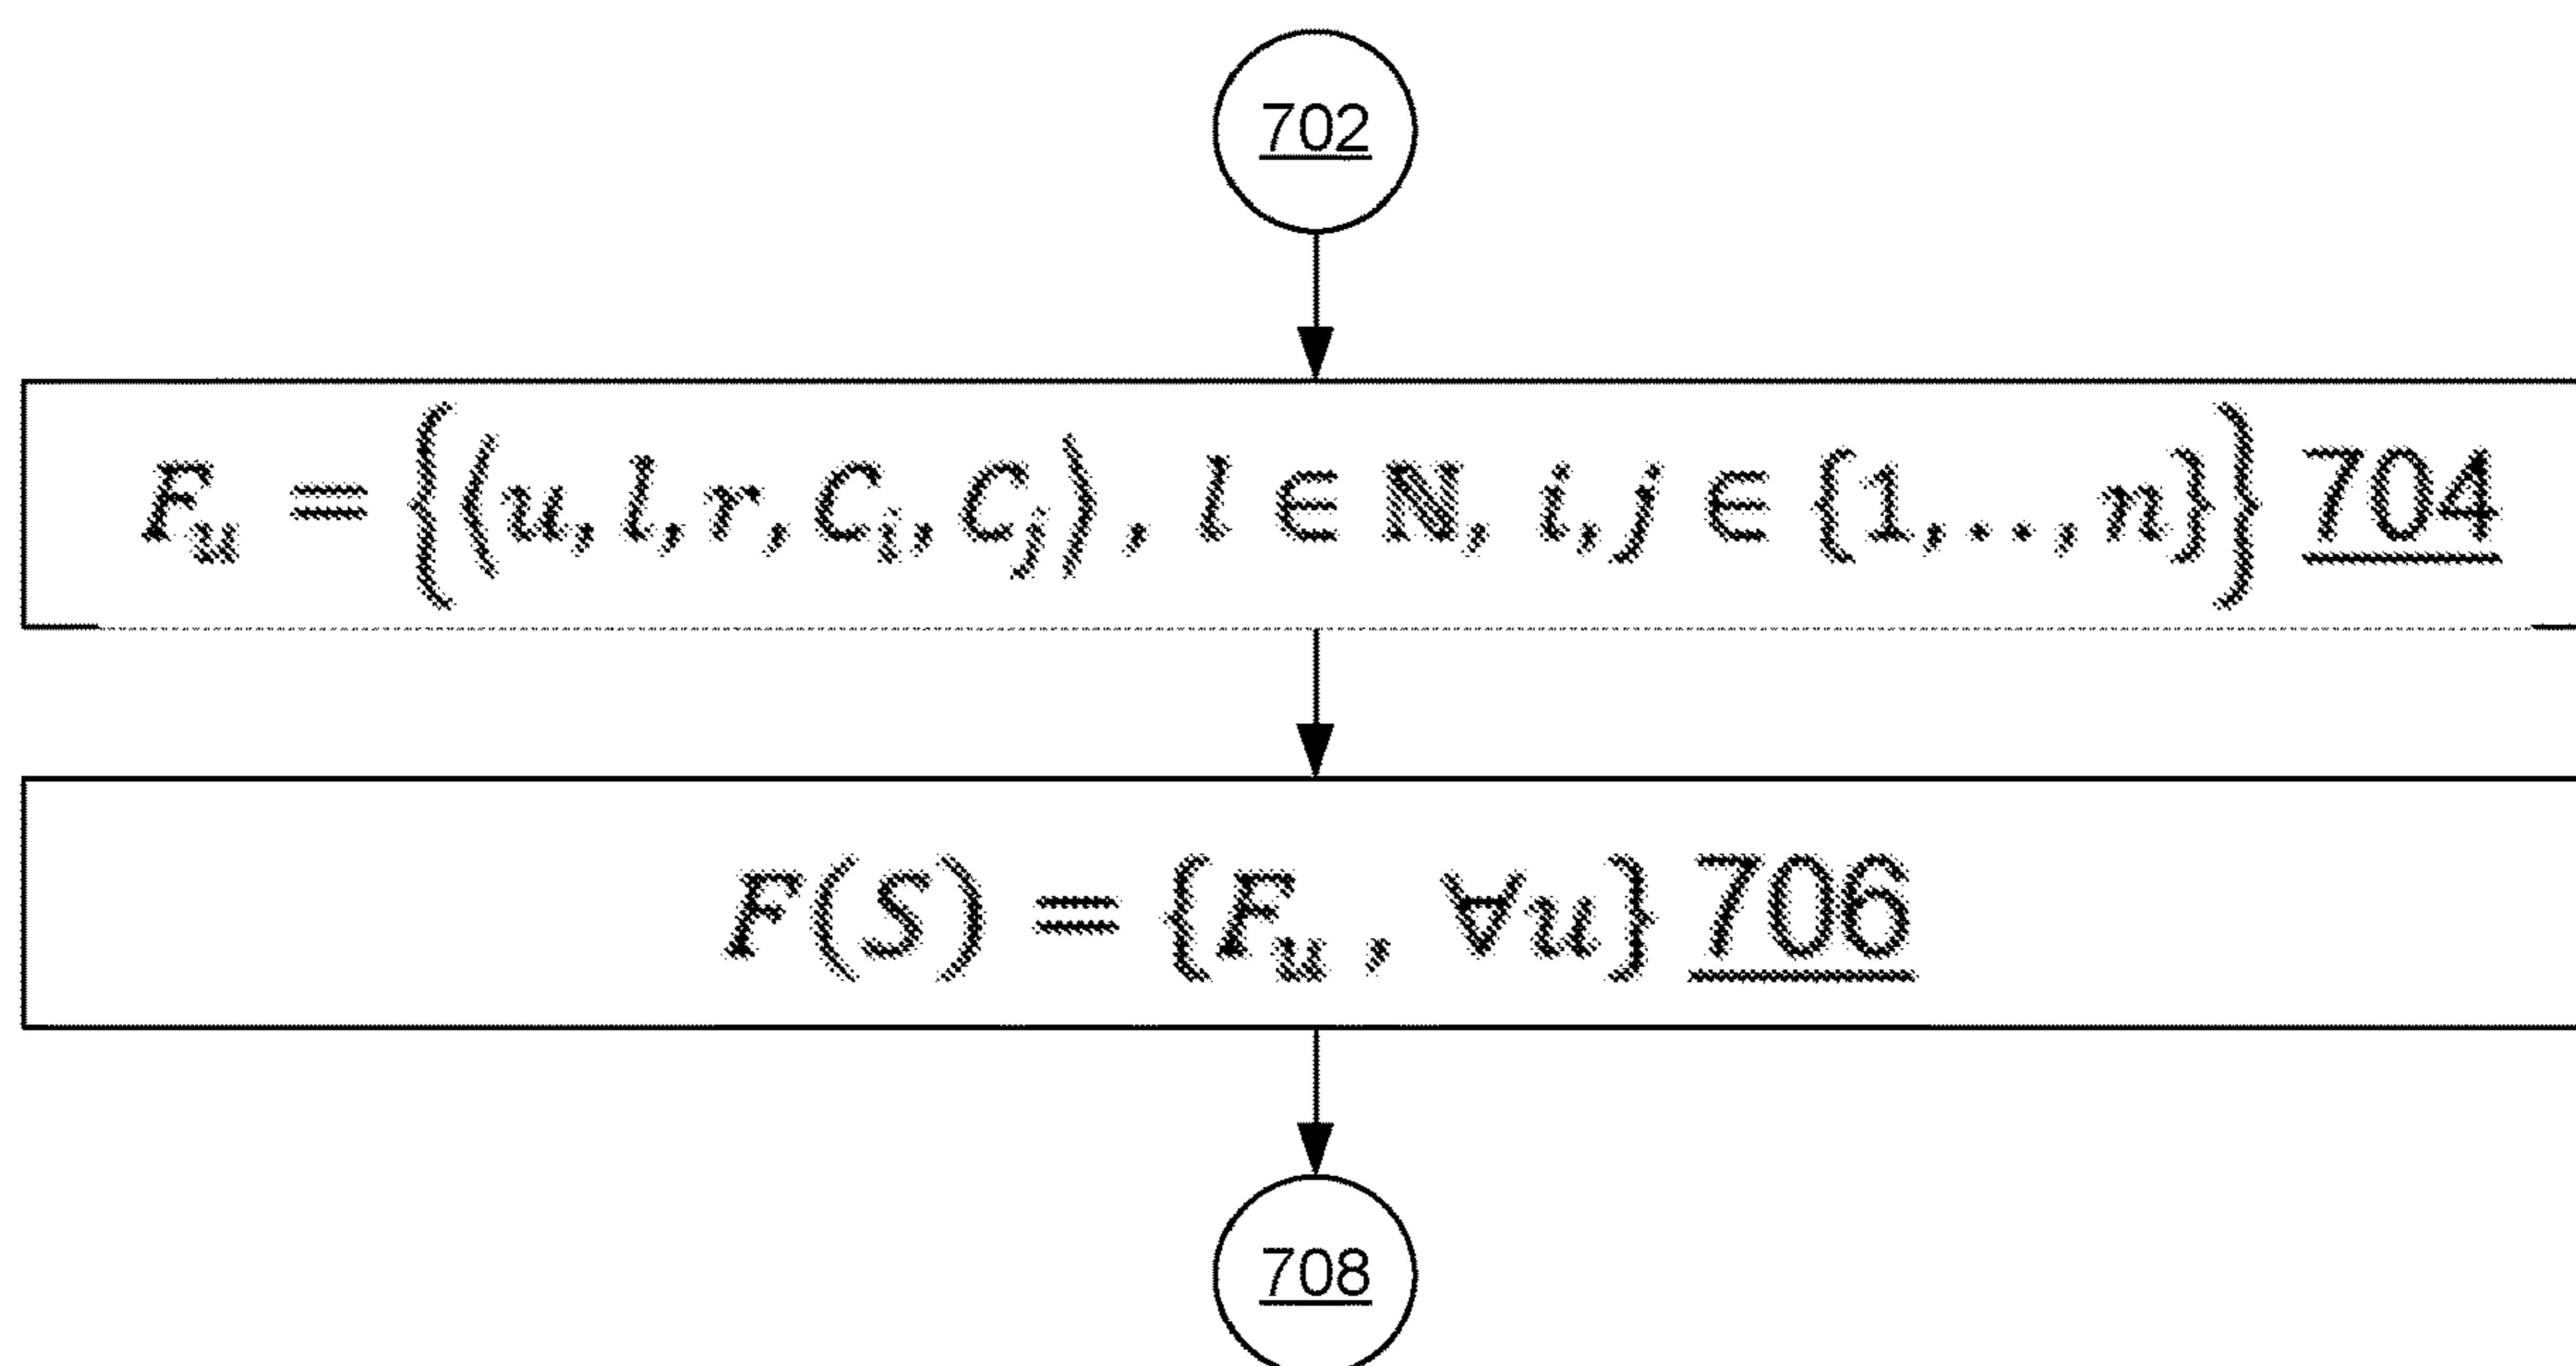 702
F_u = {⟨u, l, r, C_i, C_j⟩, l ∈ ℕ, i, j ∈ {1, .., n}} 704
F(S) = {F_u , ∀u} 706
708